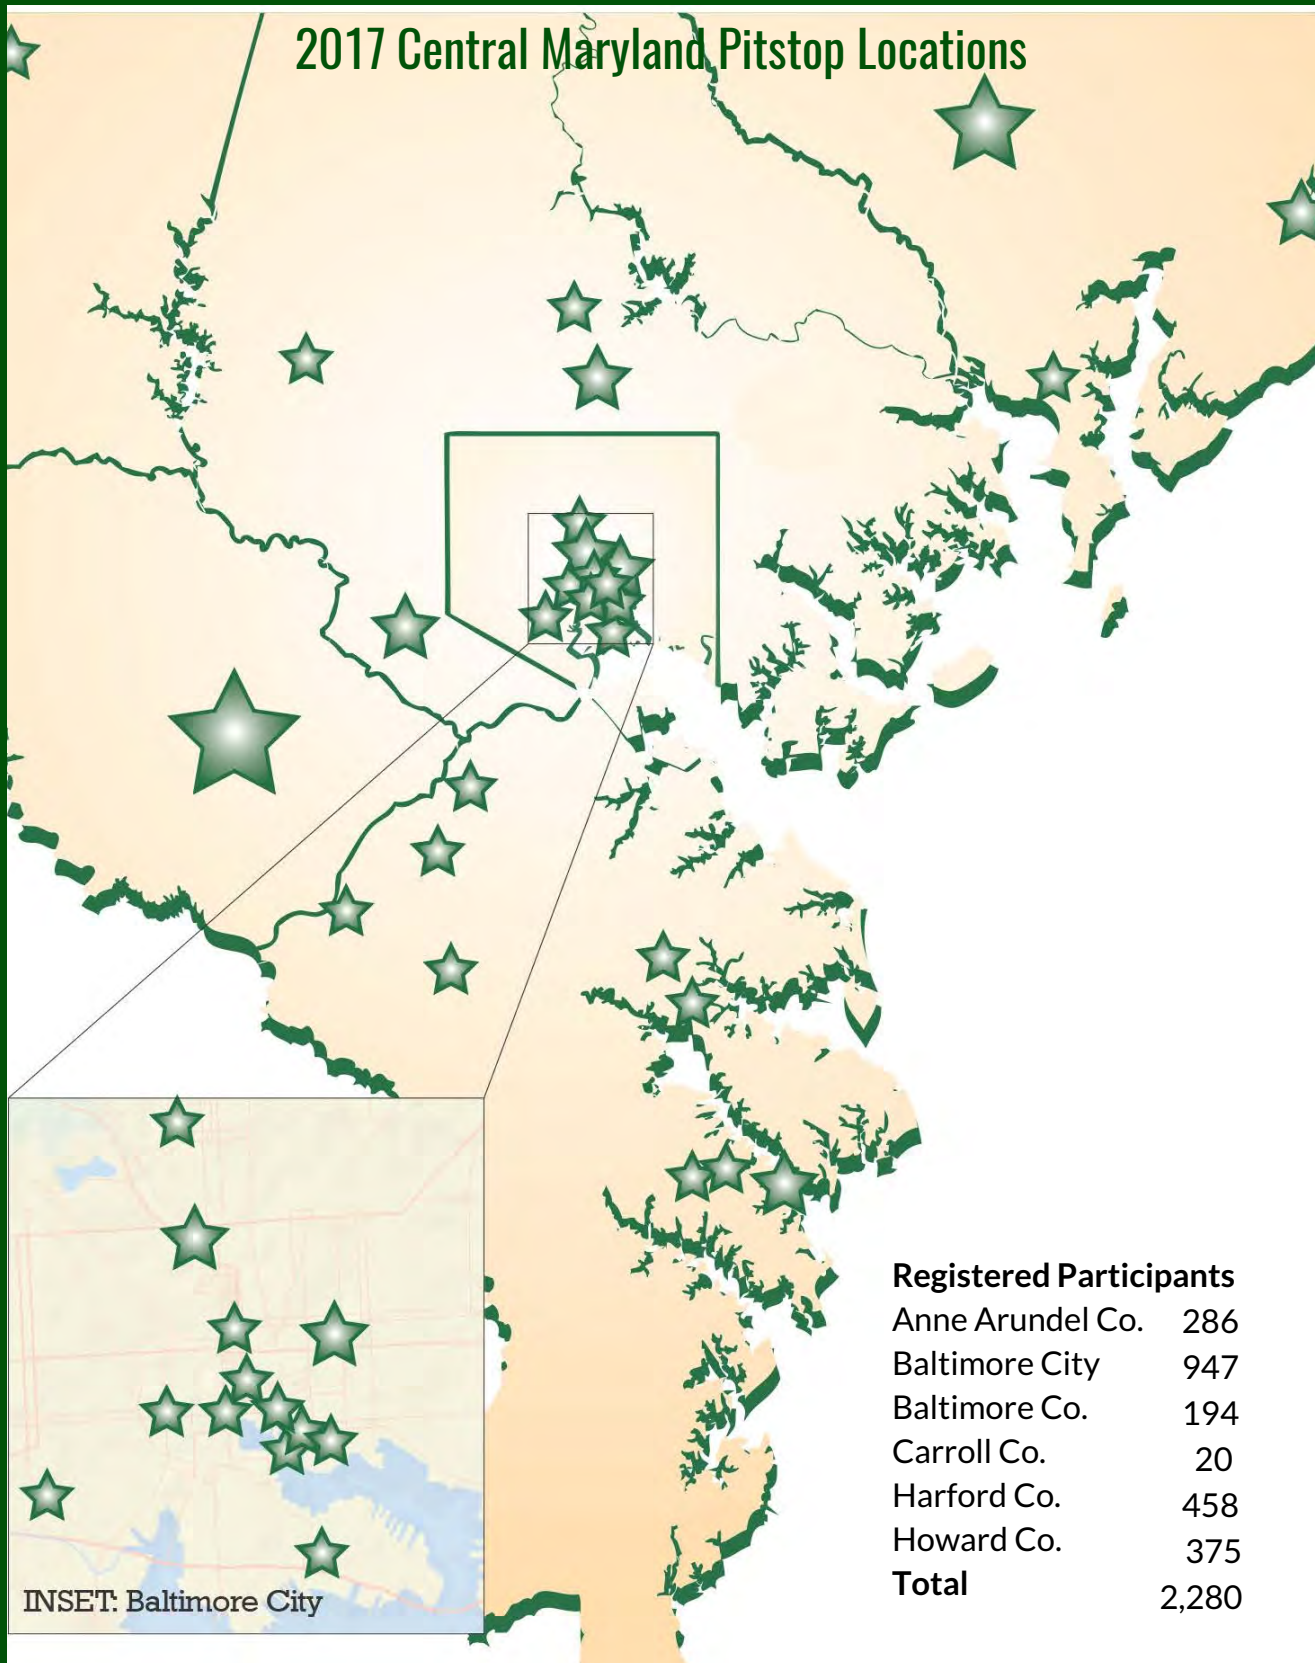 2017 Central Maryland Pitstop Locations
Registered Participants
Anne Arundel Co. 286
Baltimore City 947
Baltimore Co. 194
Carroll Co. 20
Harford Co. 458
Howard Co. 375
Total 2,280
INSET: Baltimore City